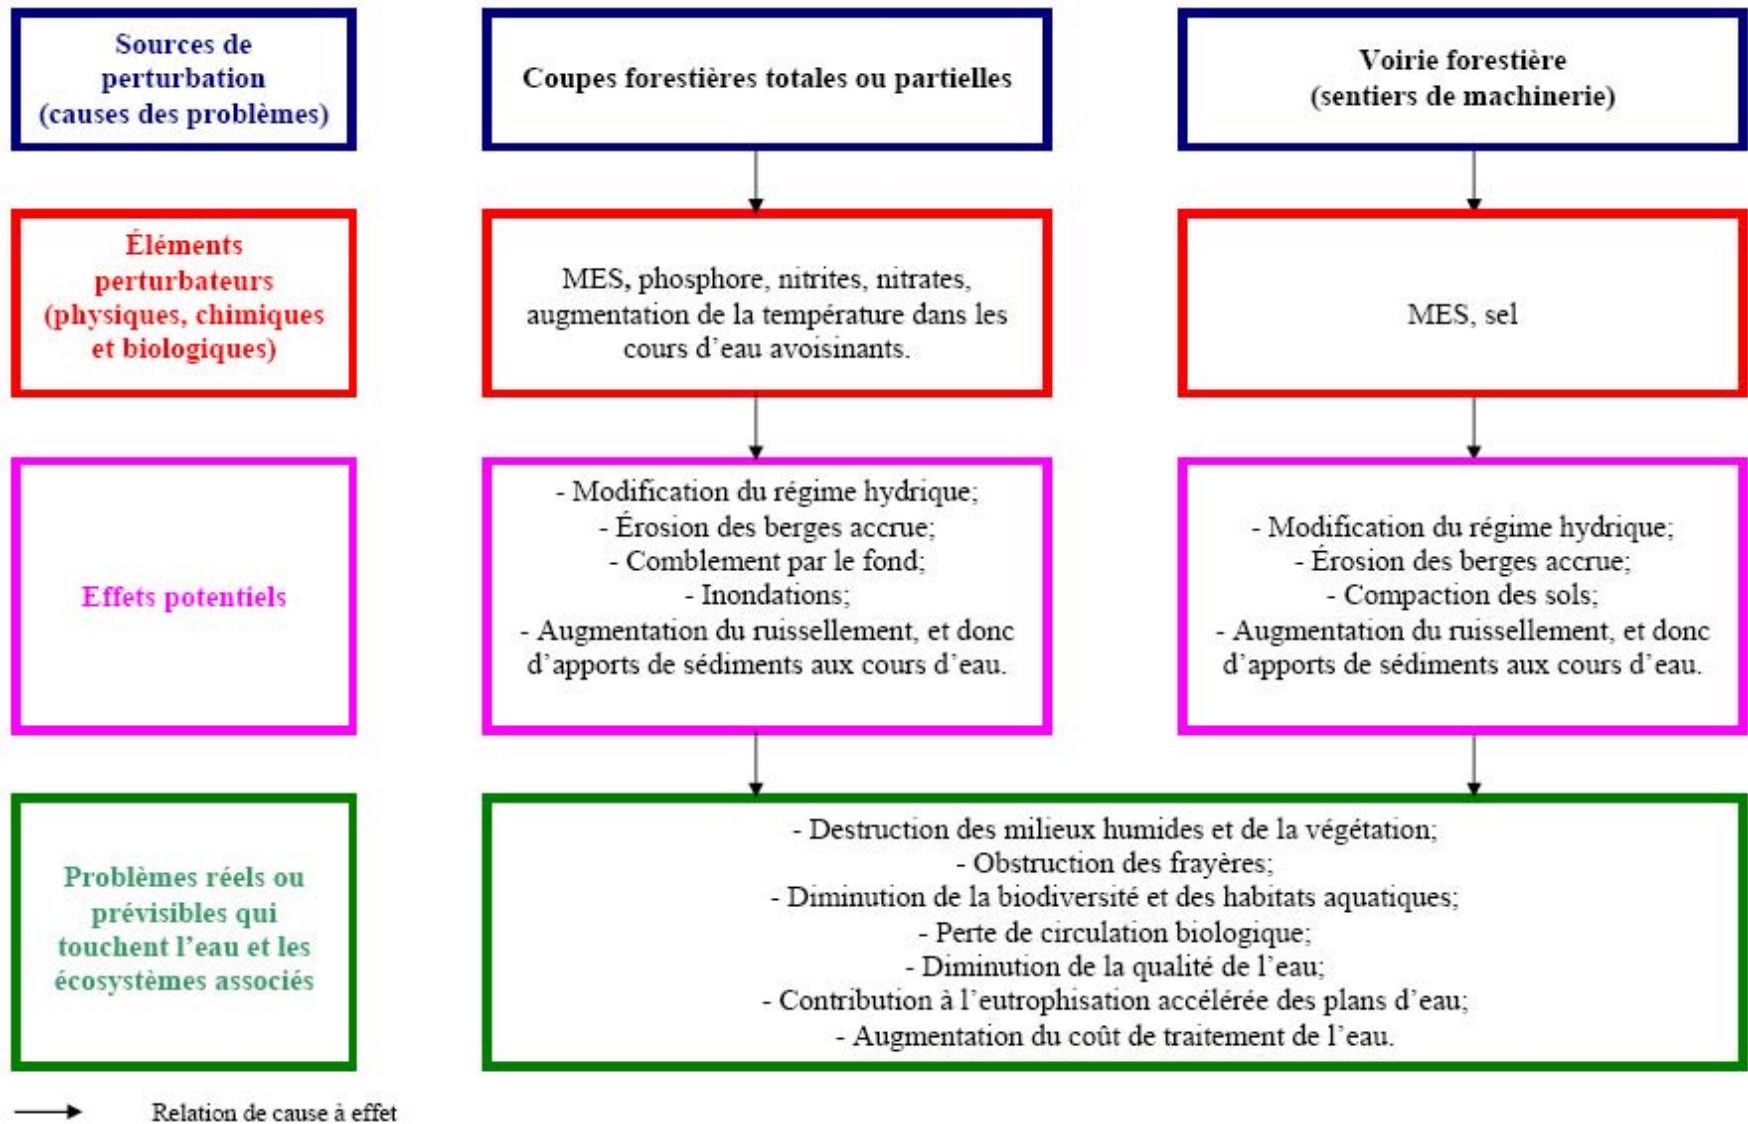 Sources de
perturbation
(causes des problèmes)
Coupes forestières totales ou partielles
Voirie forestière
(sentiers de machinerie)
Éléments
perturbateurs
(physiques, chimiques
et biologiques)
MES, phosphore, nitrites, nitrates,
augmentation de la température dans les
cours d'eau avoisinants.
MES, sel
Effets potentiels
- Modification du régime hydrique;
- Érosion des berges accrue;
- Comblement par le fond;
- Inondations;
- Augmentation du ruissellement, et donc
d'apports de sédiments aux cours d'eau.
- Modification du régime hydrique;
- Érosion des berges accrue;
- Compaction des sols;
- Augmentation du ruissellement, et donc
d'apports de sédiments aux cours d'eau.
Problèmes réels ou
prévisibles qui
touchent l'eau et les
écosystèmes associés
- Destruction des milieux humides et de la végétation;
- Obstruction des frayères;
- Diminution de la biodiversité et des habitats aquatiques;
- Perte de circulation biologique;
- Diminution de la qualité de l'eau;
- Contribution à l'eutrophisation accélérée des plans d'eau;
- Augmentation du coût de traitement de l'eau.
Relation de cause à effet